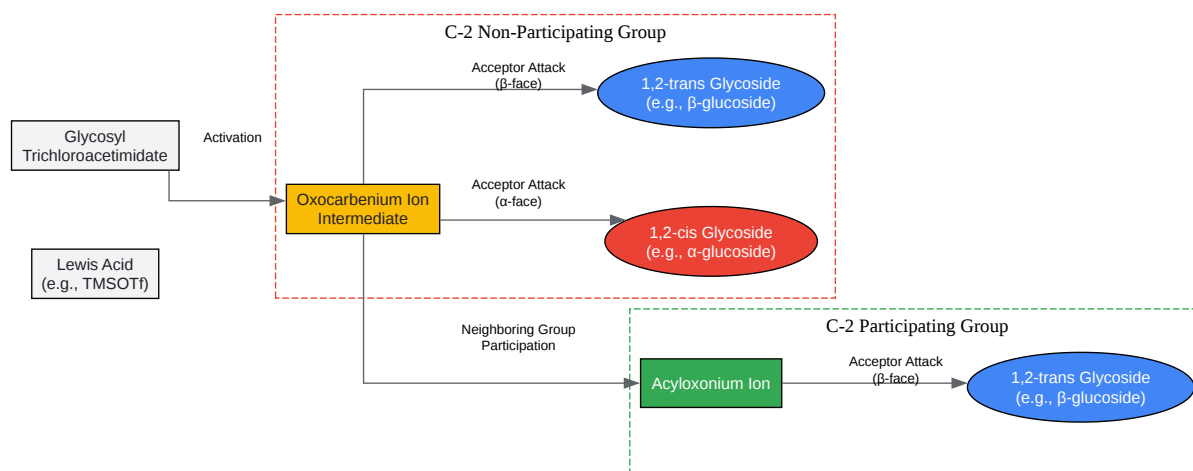 C-2 Non-Participating Group
Acceptor Attack
(β-face)
1,2-trans Glycoside
(e.g., β-glucoside)
Glycosyl
Trichloroacetimidate
Activation
Oxocarbenium Ion
Intermediate
Acceptor Attack
(α-face)
1,2-cis Glycoside
(e.g., α-glucoside)
Lewis Acid
(e.g., TMSOTf)
Neighboring Group
Participation
C-2 Participating Group
Acyloxonium Ion
Acceptor Attack
(β-face)
1,2-trans Glycoside
(e.g., β-glucoside)